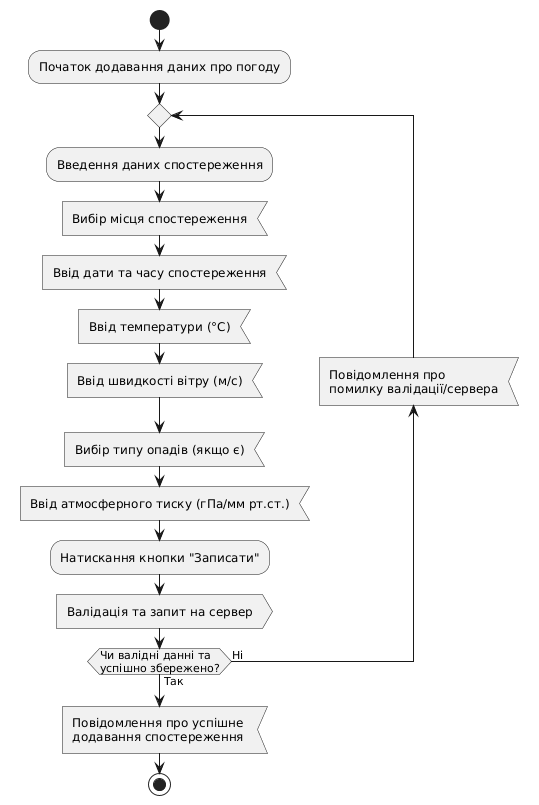 Початок додавання даних про погоду
Введення даних спостереження
Вибір місця спостереження
Ввід дати та часу спостереження
Ввід температури (°C)
Ввід швидкості вітру (м/с)
Повідомлення про
помилку валідації/сервера
Вибір типу опадів (якщо є)
Ввід атмосферного тиску (гПа/мм рт.ст.)
Натискання кнопки "Записати"
Валідація та запит на сервер
Чи валідні данні та
успішно збережено?
Ні
Так
Повідомлення про успішне
додавання спостереження